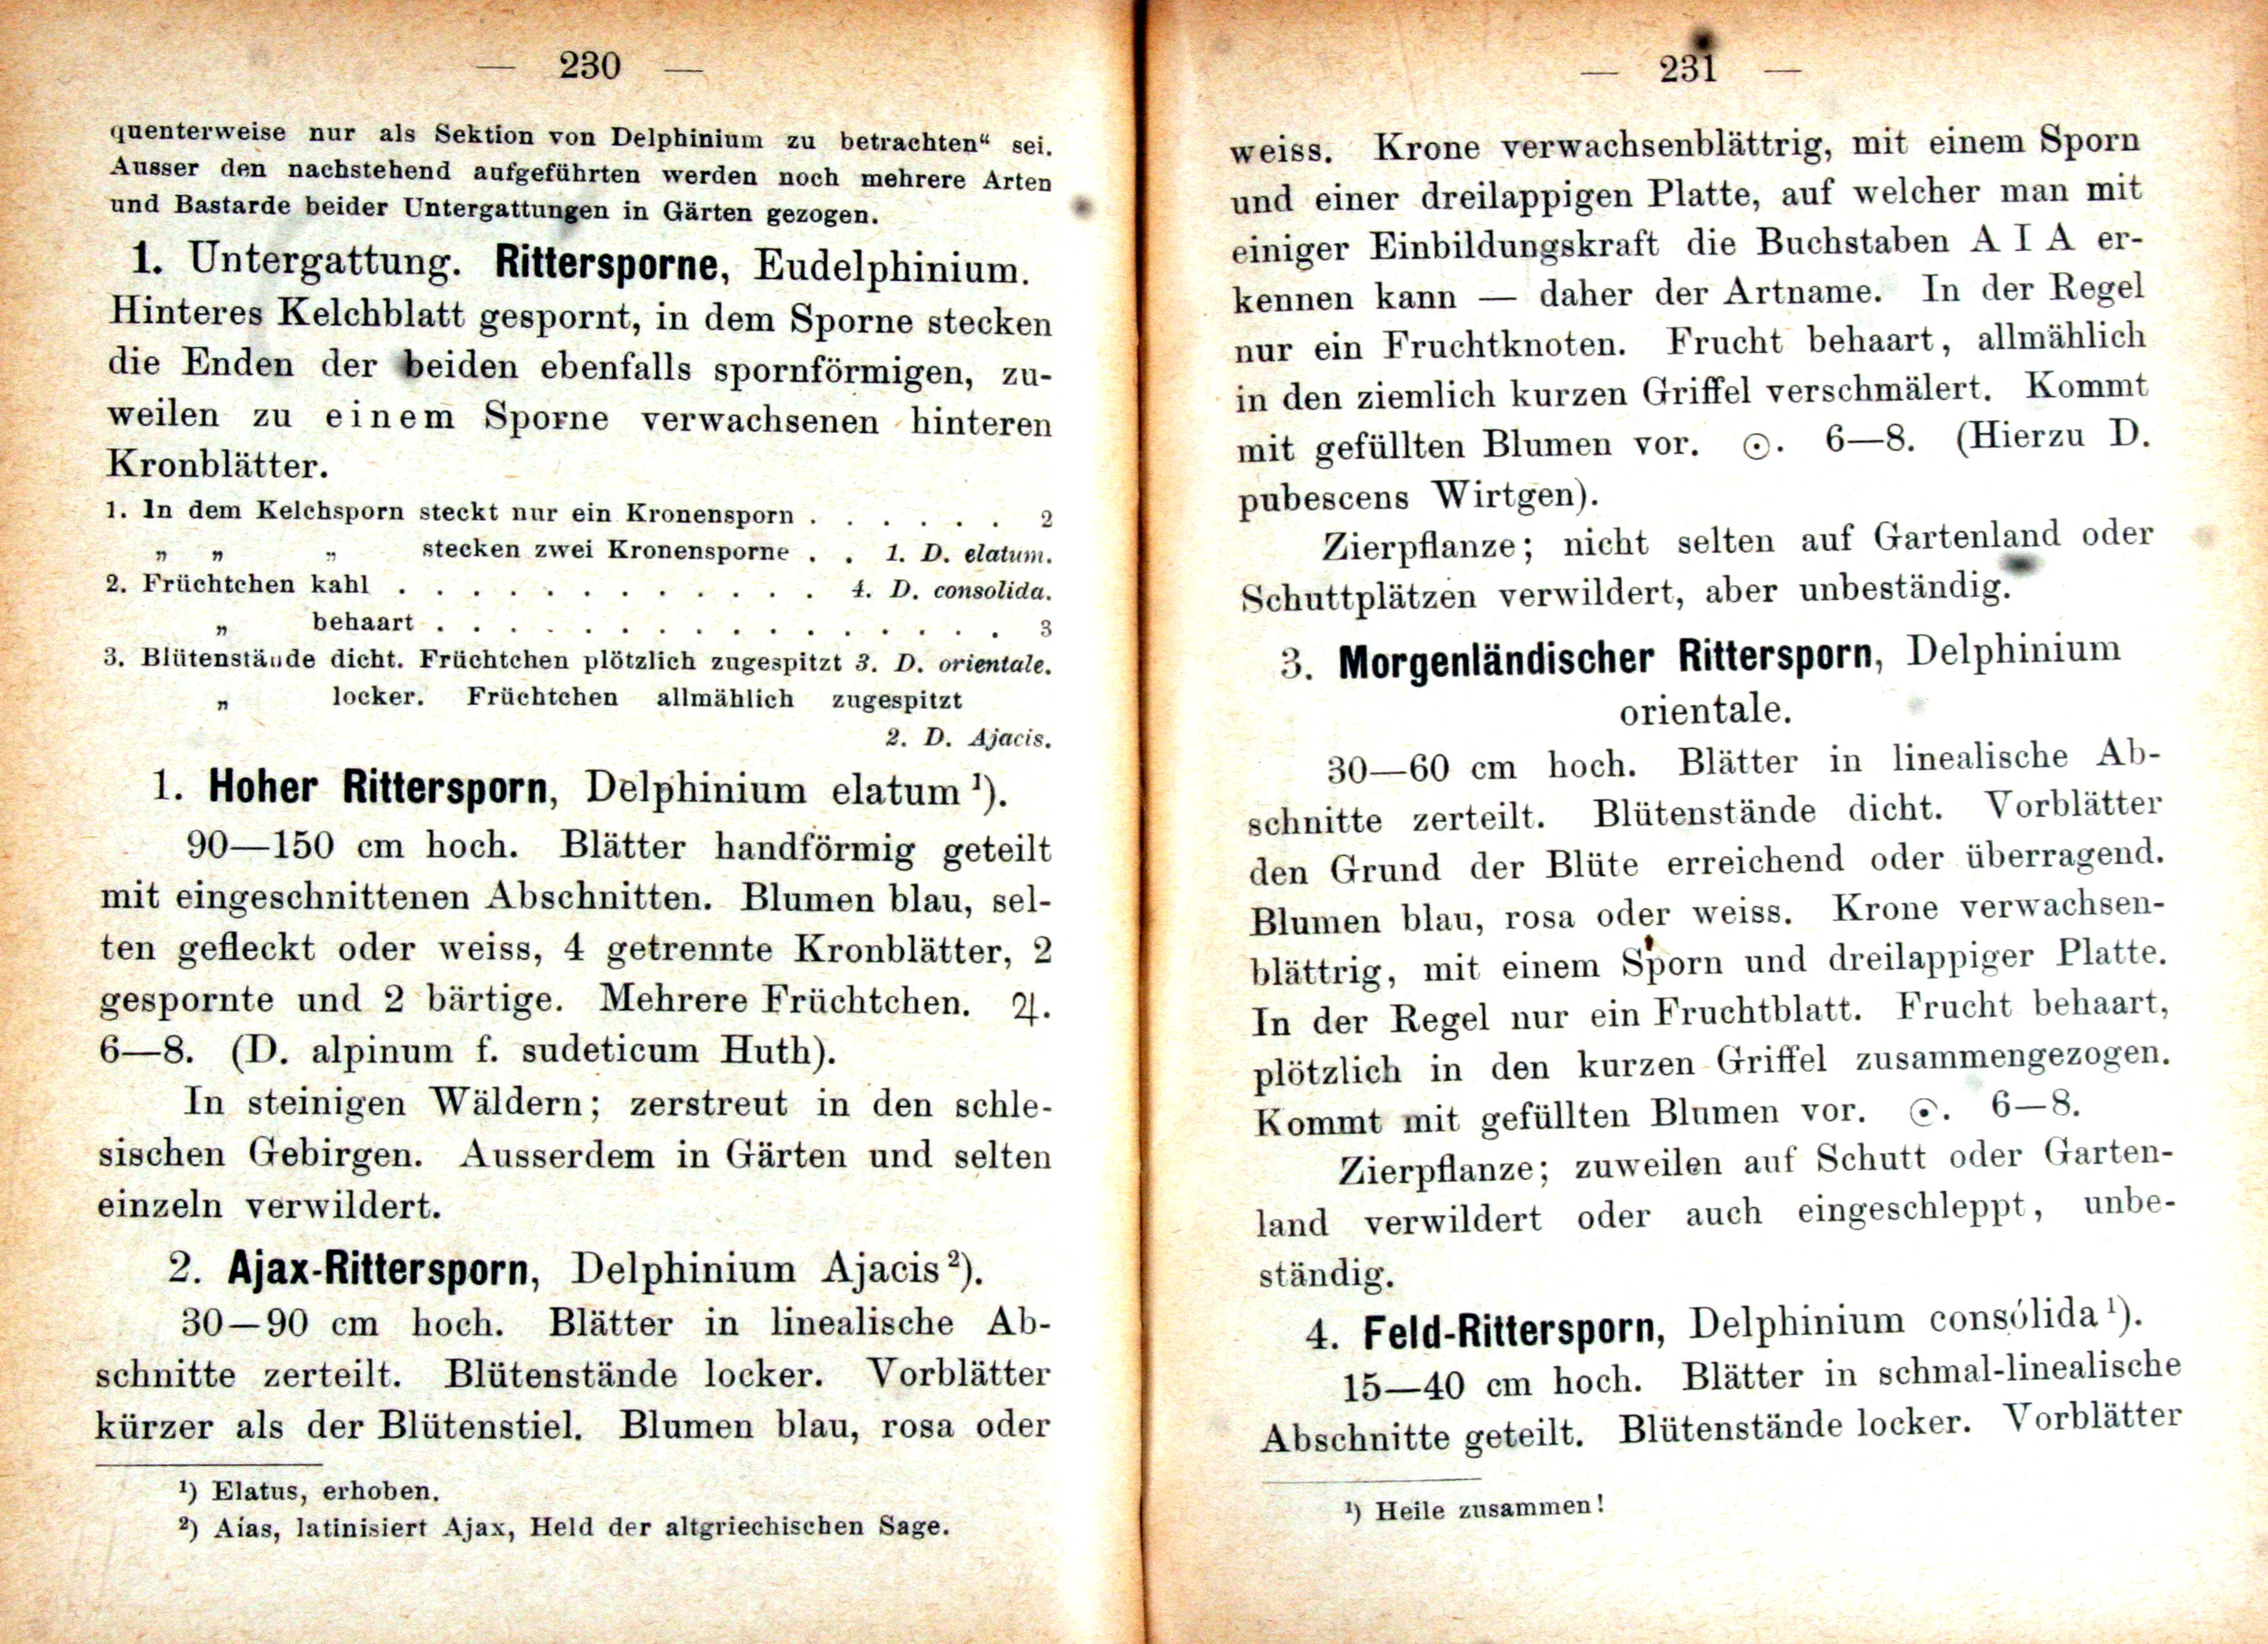 — 230 —
quenterweise nur als Sektion von Delphinium zu betrachten“ sei.
Ausser den nachstehend aufgeführten werden noch mehrere Arten
und Bastarde beider Untergattungen in Gärten gezogen.
1. Untergattung. Rittersporne, Eudelphinium.
Hinteres Kelchblatt gespornt, in dem Sporne stecken
die Enden der beiden ebenfalls spornförmigen, zu-
weilen zu einem Sporne verwachsenen hinteren
Kronblätter.
1. In dem Kelchsporn steckt nur ein Kronensporn . . . . . . 2
„ „ „ stecken zwei Kronensporne . . 1. D. elatum.
2. Früchtchen kahl . . . . . . . . . . . . 4. D. consolida.
„ behaart . . . . . . . . . . . . . . . . 3
3. Blütenstände dicht. Früchtchen plötzlich zugespitzt 3. D. orientale.
„ locker. Früchtchen allmählich zugespitzt
2. D. Ajacis.
1. Hoher Rittersporn, Delphinium elatum ¹).
90—150 cm hoch. Blätter handförmig geteilt
mit eingeschnittenen Abschnitten. Blumen blau, sel-
ten gefleckt oder weiss, 4 getrennte Kronblätter, 2
gespornte und 2 bärtige. Mehrere Früchtchen. ♃.
6—8. (D. alpinum f. sudeticum Huth).
In steinigen Wäldern; zerstreut in den schle-
sischen Gebirgen. Ausserdem in Gärten und selten
einzeln verwildert.
2. Ajax-Rittersporn, Delphinium Ajacis ²).
30—90 cm hoch. Blätter in linealische Ab-
schnitte zerteilt. Blütenstände locker. Vorblätter
kürzer als der Blütenstiel. Blumen blau, rosa oder
¹) Elatus, erhoben.
²) Aias, latinisiert Ajax, Held der altgriechischen Sage.
— 231 —
weiss. Krone verwachsenblättrig, mit einem Sporn
und einer dreilappigen Platte, auf welcher man mit
einiger Einbildungskraft die Buchstaben A I A er-
kennen kann — daher der Artname. In der Regel
nur ein Fruchtknoten. Frucht behaart, allmählich
in den ziemlich kurzen Griffel verschmälert. Kommt
mit gefüllten Blumen vor. ⊙. 6—8. (Hierzu D.
pubescens Wirtgen).
Zierpflanze; nicht selten auf Gartenland oder
Schuttplätzen verwildert, aber unbeständig.
3. Morgenländischer Rittersporn, Delphinium
orientale.
30—60 cm hoch. Blätter in linealische Ab-
schnitte zerteilt. Blütenstände dicht. Vorblätter
den Grund der Blüte erreichend oder überragend.
Blumen blau, rosa oder weiss. Krone verwachsen-
blättrig, mit einem Sporn und dreilappiger Platte.
In der Regel nur ein Fruchtblatt. Frucht behaart,
plötzlich in den kurzen Griffel zusammengezogen.
Kommt mit gefüllten Blumen vor. ⊙. 6—8.
Zierpflanze; zuweilen auf Schutt oder Garten-
land verwildert oder auch eingeschleppt, unbe-
ständig.
4. Feld-Rittersporn, Delphinium consólida ¹).
15—40 cm hoch. Blätter in schmal-linealische
Abschnitte geteilt. Blütenstände locker. Vorblätter
¹) Heile zusammen!